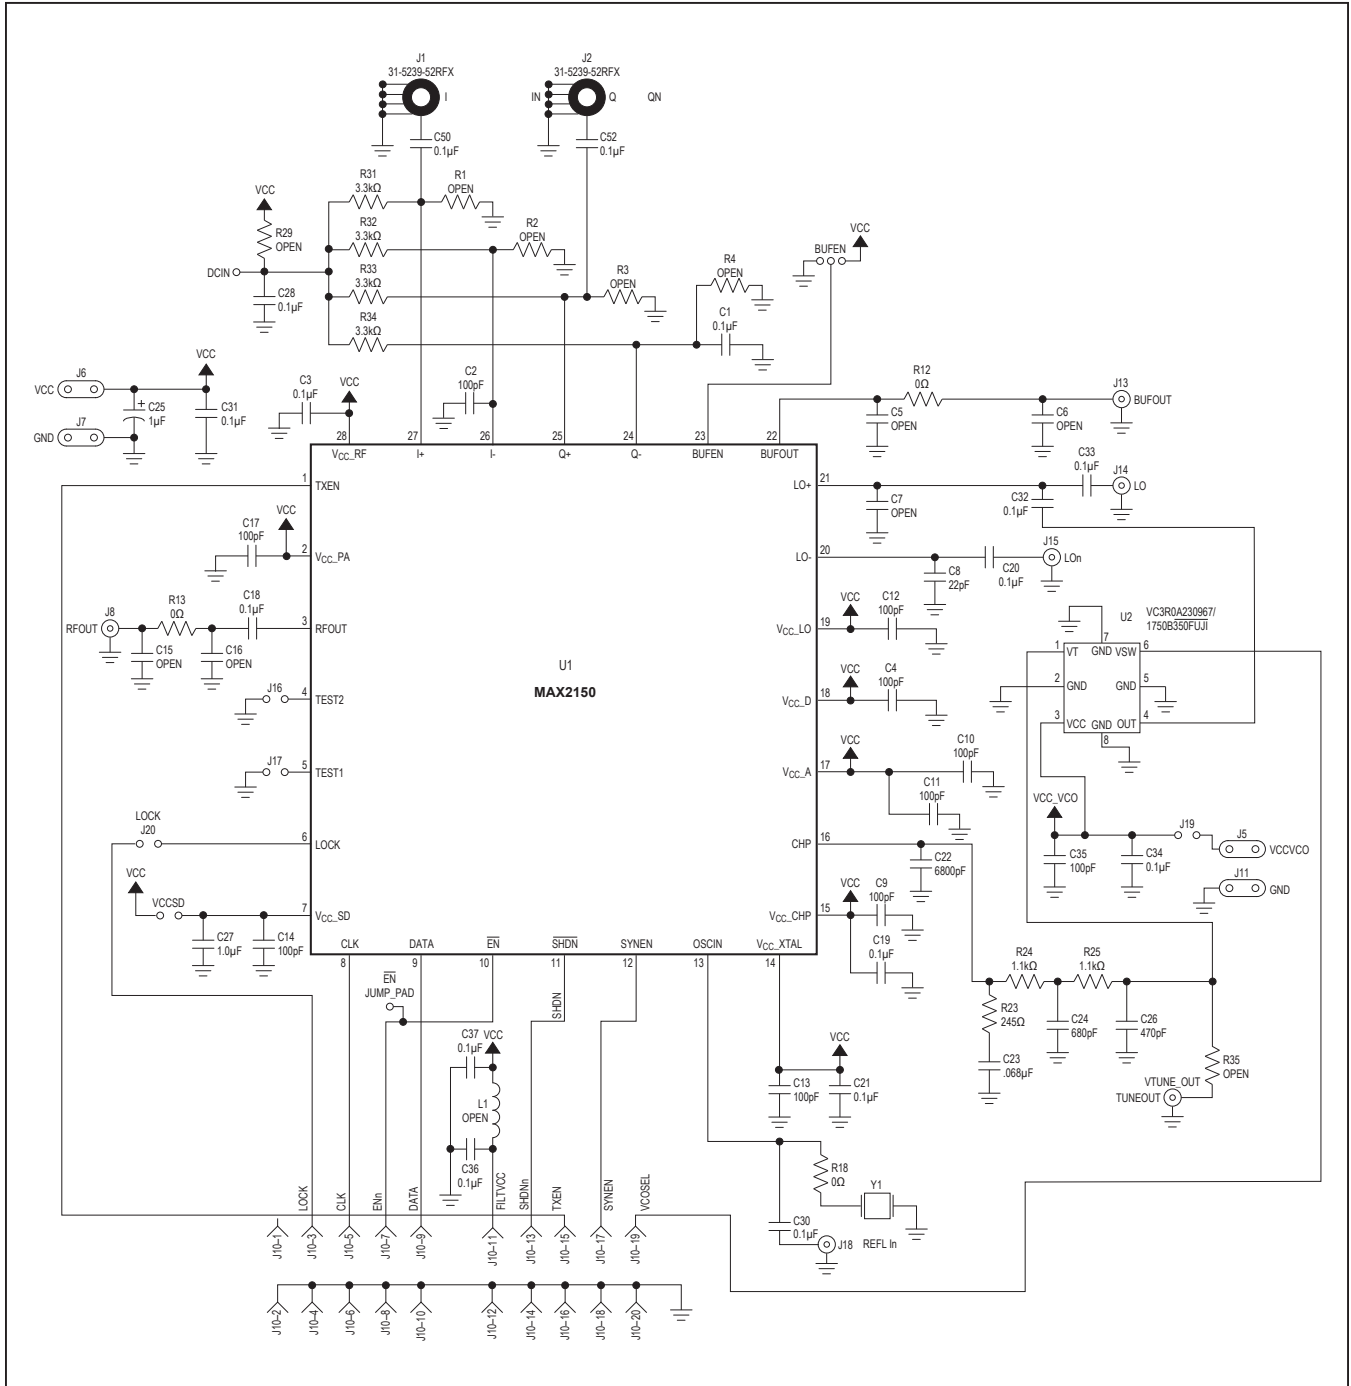 J1
31-5239-52RFX
I
J2
31-5239-52RFX
IN
Q
QN
C50
0.1µF
C52
0.1µF
R31
3.3kΩ
R1
OPEN
VCC
R29
OPEN
R32
3.3kΩ
R2
OPEN
DCIN
R33
3.3kΩ
R3
OPEN
R4
OPEN
BUFEN
VCC
C28
0.1µF
R34
3.3kΩ
C1
0.1µF
VCC
J6
VCC
C25
1µF
+
C31
0.1µF
J7
GND
C3
0.1µF
VCC
C2
100pF
R12
0Ω
J13
BUFOUT
C5
OPEN
C6
OPEN
28
27
26
25
24
23
22
VCC_RF
I+
I-
Q+
Q-
BUFEN
BUFOUT
1
TXEN
21
LO+
C7
OPEN
C33
0.1µF
J14
LO
C32
0.1µF
C17
100pF
VCC
2
VCC_PA
20
LO-
C8
22pF
C20
0.1µF
J15
LOn
J8
RFOUT
R13
0Ω
C18
0.1µF
3
RFOUT
C15
OPEN
C16
OPEN
VCC
C12
100pF
19
VCC_LO
U2
VC3R0A230967/
1750B350FUJI
1
VT
7
GND
VSW
6
2
GND
GND
5
3
VCC
GND
OUT
4
8
U1
MAX2150
J16
4
TEST2
VCC
C4
100pF
18
VCC_D
J17
5
TEST1
VCC
C10
100pF
17
VCC_A
C11
100pF
LOCK
J20
6
LOCK
16
CHP
C22
6800pF
VCC_VCO
C35
100pF
C34
0.1µF
J19
J5
VCCVCO
J11
GND
VCC
VCCSD
7
VCC_SD
C27
1.0µF
C14
100pF
VCC
C9
100pF
15
VCC_CHP
C19
0.1µF
CLK
DATA
EN
SHDN
SYNEN
OSCIN
VCC_XTAL
8
9
10
11
12
13
14
EN
JUMP_PAD
SHDN
R24
1.1kΩ
R25
1.1kΩ
R23
245Ω
C24
680pF
C26
470pF
C23
.068µF
R35
OPEN
VTUNE_OUT
TUNEOUT
C37
0.1µF
VCC
L1
OPEN
C36
0.1µF
VCC
C13
100pF
C21
0.1µF
R18
0Ω
Y1
C30
0.1µF
J18
REFL In
LOCK
CLK
ENn
DATA
FILTVCC
SHDNn
TXEN
SYNEN
VCOSEL
J10–1
J10–3
J10–5
J10–7
J10–9
J10–11
J10–13
J10–15
J10–17
J10–19
J10–2
J10–4
J10–6
J10–8
J10–10
J10–12
J10–14
J10–16
J10–18
J10–20